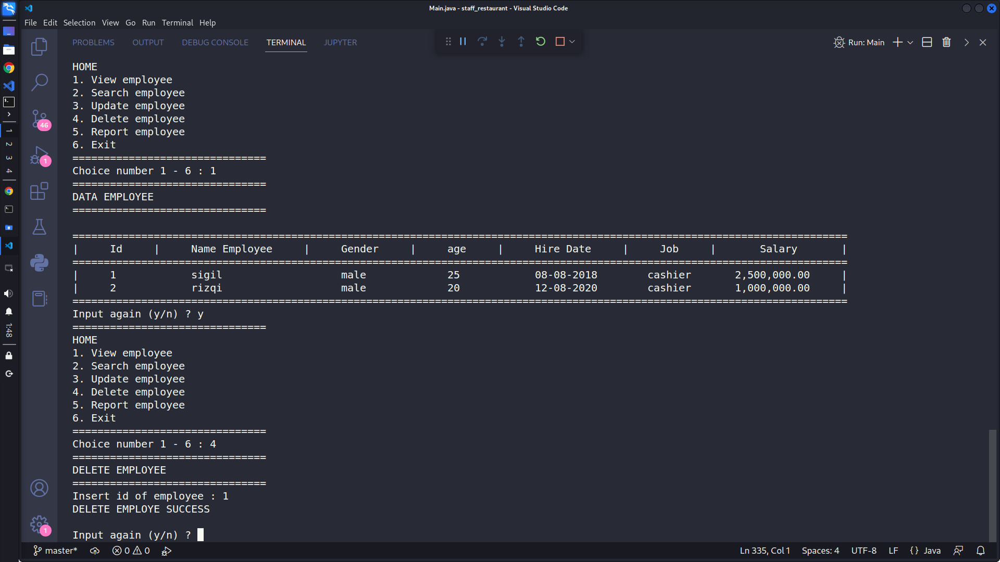 Main.java - staff_restaurant - Visual Studio Code
File Edit Selection View Go Run Terminal Help
PROBLEMS OUTPUT DEBUG CONSOLE TERMINAL JUPYTER
Run: Main
HOME
1. View employee
2. Search employee
3. Update employee
4. Delete employee
5. Report employee
6. Exit
===============================
Choice number 1 - 6 : 1
===============================
DATA EMPLOYEE
===============================
============================================================================================================================
| Id | Name Employee | Gender | age | Hire Date | Job | Salary |
============================================================================================================================
| 1 sigil male 25 08-08-2018 cashier 2,500,000.00 |
| 2 rizqi male 20 12-08-2020 cashier 1,000,000.00 |
============================================================================================================================
Input again (y/n) ? y
===============================
HOME
1. View employee
2. Search employee
3. Update employee
4. Delete employee
5. Report employee
6. Exit
===============================
Choice number 1 - 6 : 4
===============================
DELETE EMPLOYEE
===============================
Insert id of employee : 1
DELETE EMPLOYE SUCCESS
Input again (y/n) ?
46
1
1
1
2
3
4
1:48
master* 0 0 Ln 335, Col 1 Spaces: 4 UTF-8 LF {} Java